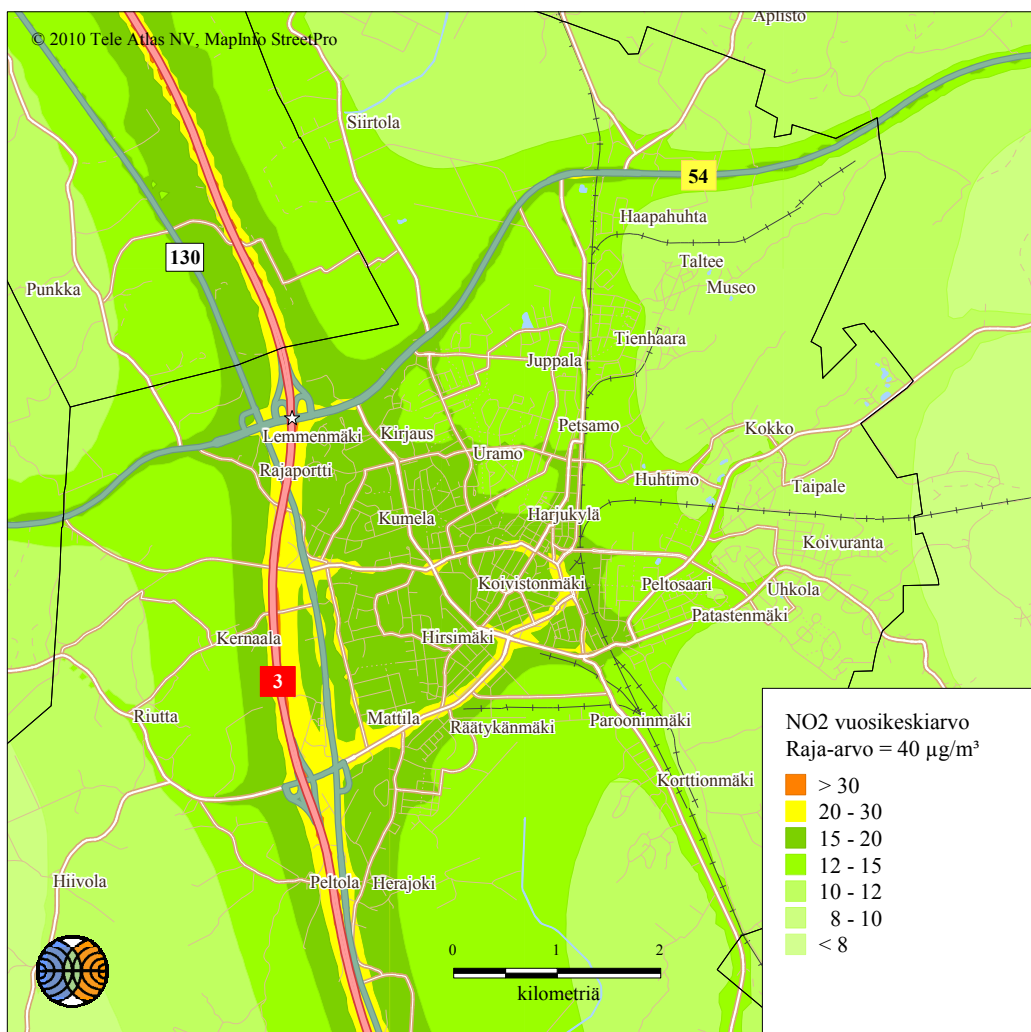 Aplisto
© 2010 Tele Atlas NV, MapInfo StreetPro
Siirtola
54
Haapahuhta
130
Taltee
Punkka
Museo
Tienhaara
Juppala
Petsamo
Kokko
Lemmenmäki
Kirjaus
Uramo
Rajaportti
Huhtimo
Taipale
Kumela
Harjukylä
Koivuranta
Koivistonmäki
Peltosaari
Uhkola
Patastenmäki
Kernaala
Hirsimäki
3
Riutta
Mattila
Räätykänmäki
Parooninmäki
Korttionmäki
Hiivola
Peltola
Herajoki
NO2 vuosikeskiarvo
Raja-arvo = 40 µg/m³
> 30
20 - 30
15 - 20
12 - 15
10 - 12
8 - 10
< 8
0 1 2
kilometriä